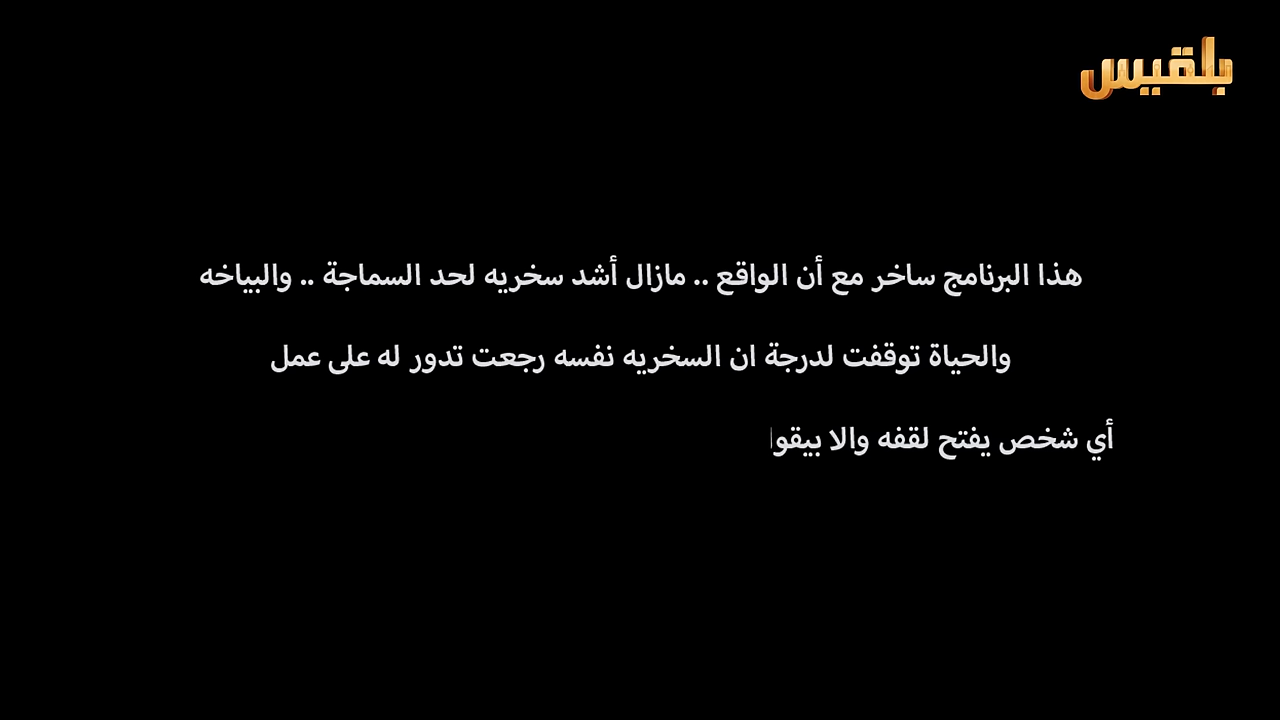 بلقيس
هذا البرنامج ساخر مع أن الواقع .. مازال أشد سخريه لحد السماجة .. والبياخه
والحياة توقفت لدرجة ان السخريه نفسه رجعت تدور له على عمل
أي شخص يفتح لقفه والا